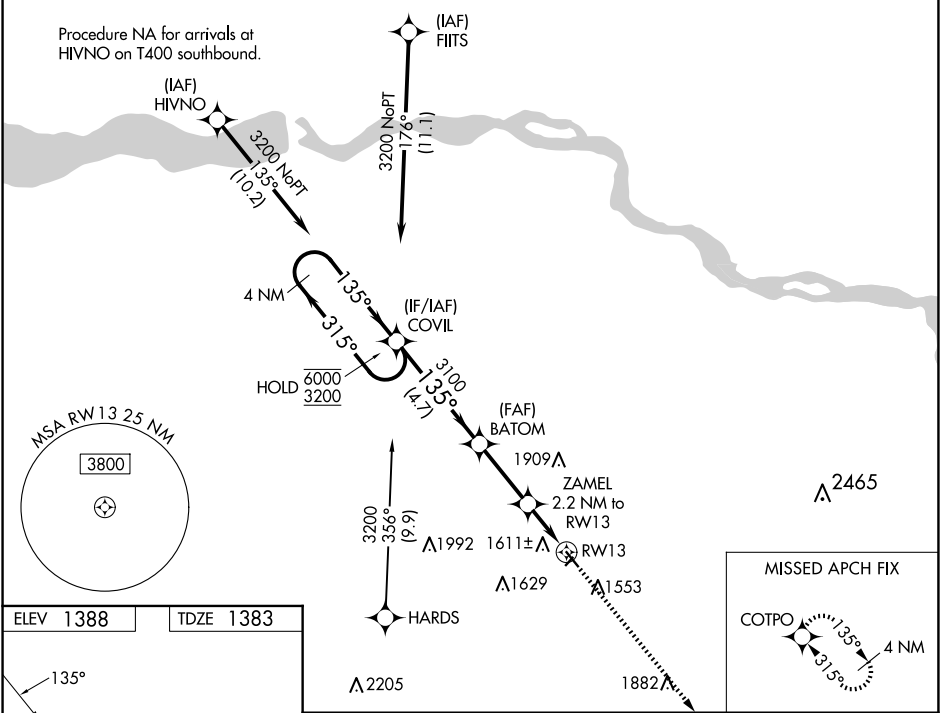 Procedure NA for arrivals at
HIVNO on T400 southbound.
(IAF)
FIITS
(IAF)
HIVNO
3200 NoPT
135°
(10.2)
3200 NoPT
176°
(11.1)
4 NM
135°
315°
(IF/IAF)
COVIL
HOLD 6000
3200
3100
135°
(4.7)
(FAF)
BATOM
MSA RW13 25 NM
3800
1909
ZAMEL
2.2 NM to
RW13
2465
3200
356°
(9.9)
1992
1611±
RW13
1629
1553
HARDS
MISSED APCH FIX
COTPO
135°
315°
4 NM
ELEV 1388
TDZE 1383
135°
2205
1882